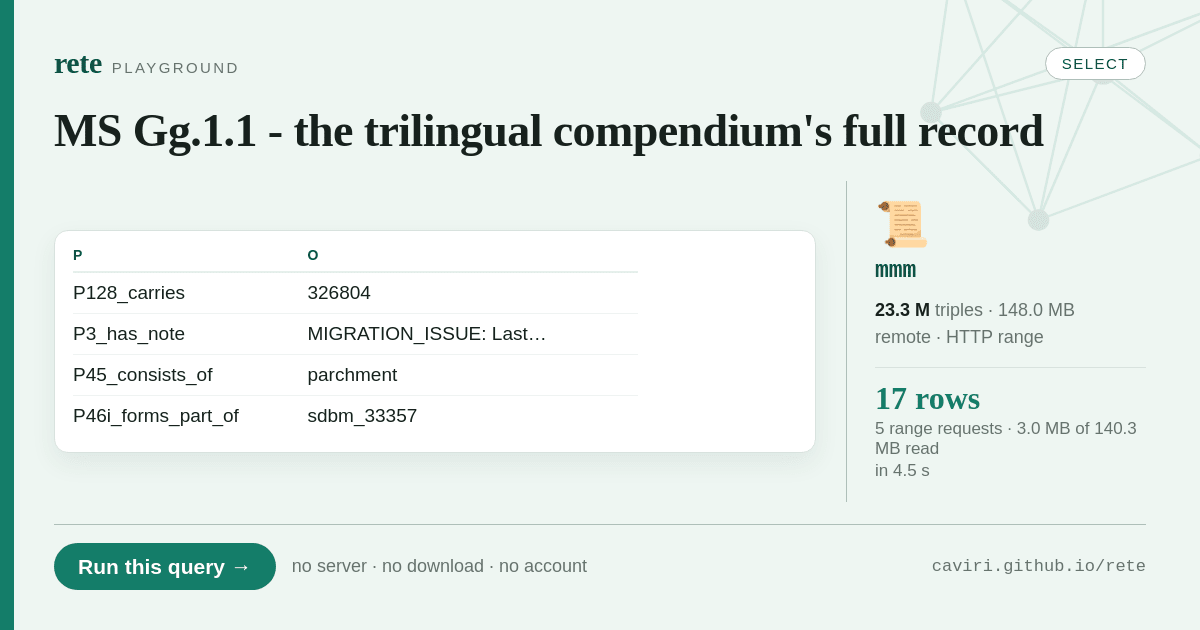 rete PLAYGROUND
SELECT
MS Gg.1.1 - the trilingual compendium's full record
P O
P128_carries 326804
P3_has_note MIGRATION_ISSUE: Last…
P45_consists_of parchment
P46i_forms_part_of sdbm_33357
mmm
23.3 M triples · 148.0 MB
remote · HTTP range
17 rows
5 range requests · 3.0 MB of 140.3
MB read
in 4.5 s
Run this query →
no server · no download · no account
caviri.github.io/rete